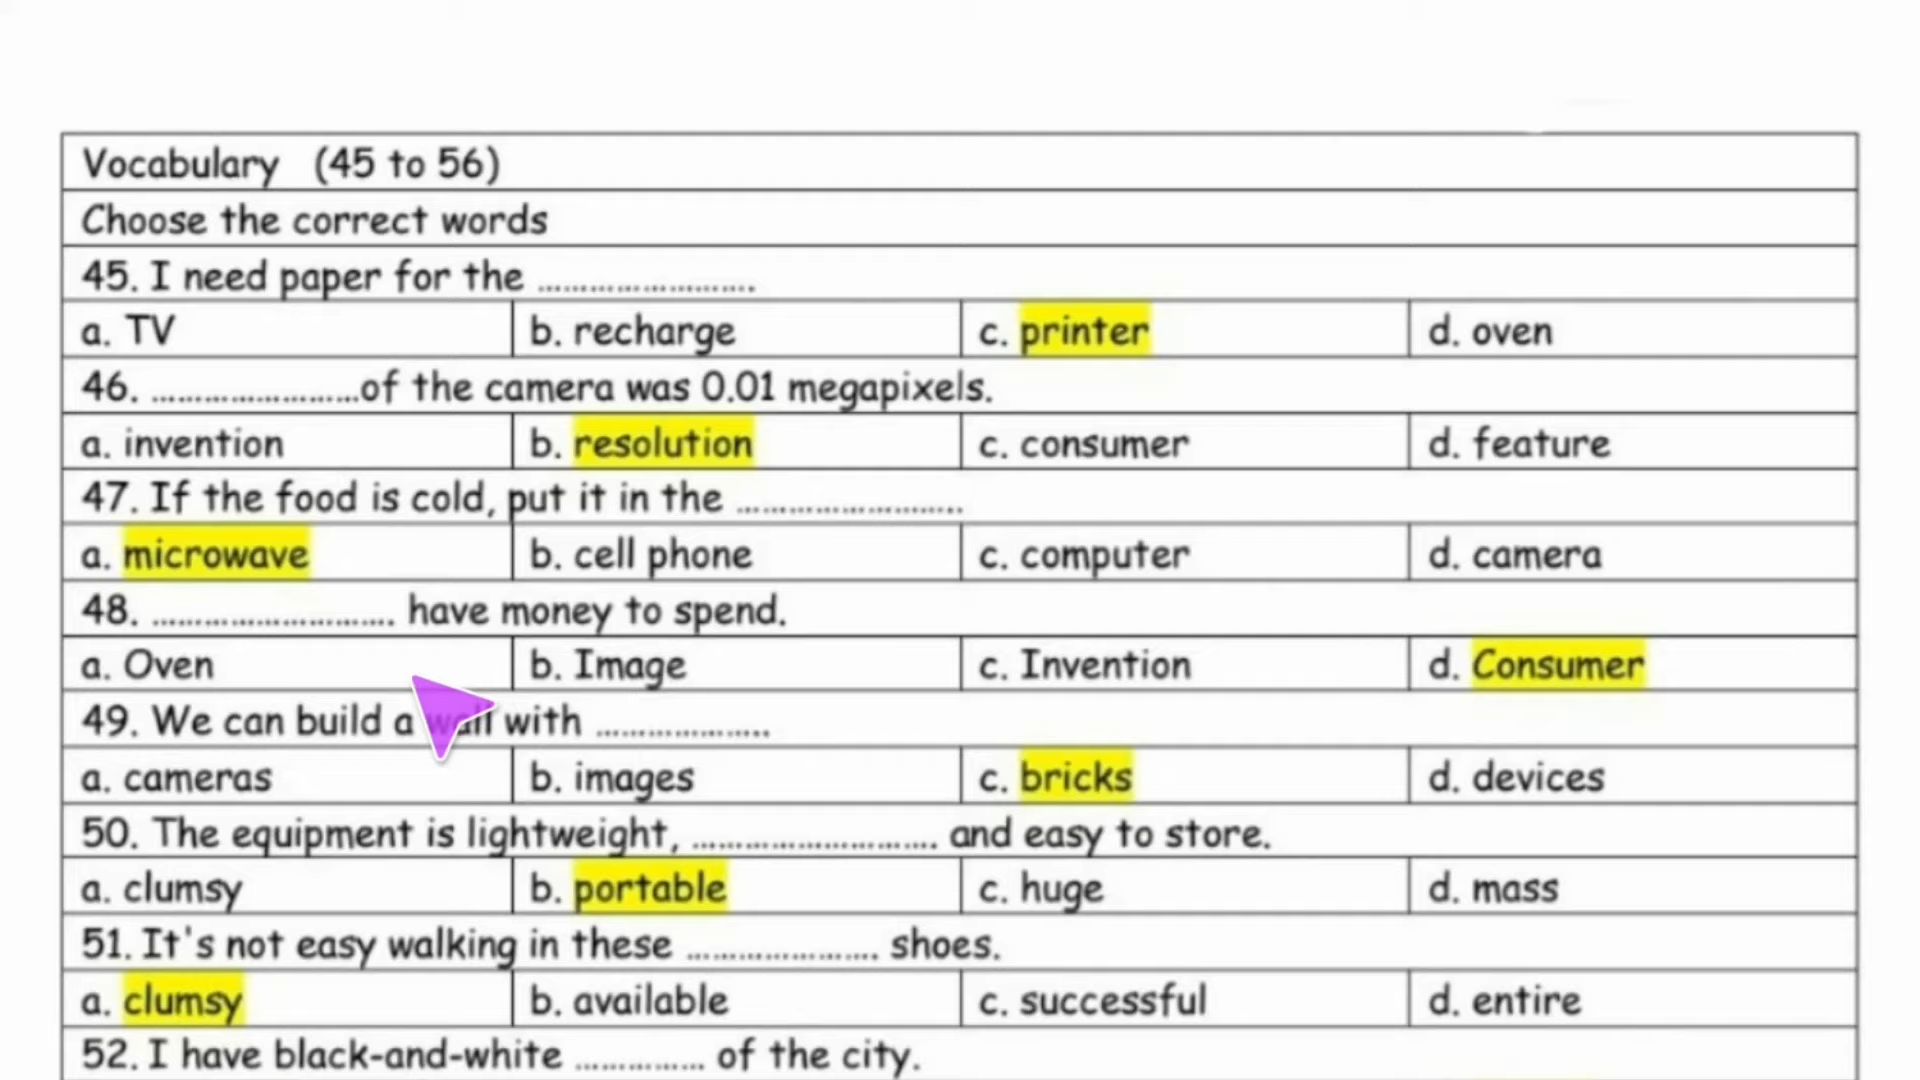 Vocabulary (45 to 56)
Choose the correct words
45. I need paper for the …………………….
a. TV b. recharge c. printer d. oven
46. ……………………of the camera was 0.01 megapixels.
a. invention b. resolution c. consumer d. feature
47. If the food is cold, put it in the ……………………..
a. microwave b. cell phone c. computer d. camera
48. ………………………. have money to spend.
a. Oven b. Image c. Invention d. Consumer
49. We can build a wall with ………………..
a. cameras b. images c. bricks d. devices
50. The equipment is lightweight, ………………………. and easy to store.
a. clumsy b. portable c. huge d. mass
51. It's not easy walking in these …………………. shoes.
a. clumsy b. available c. successful d. entire
52. I have black-and-white ………….. of the city.